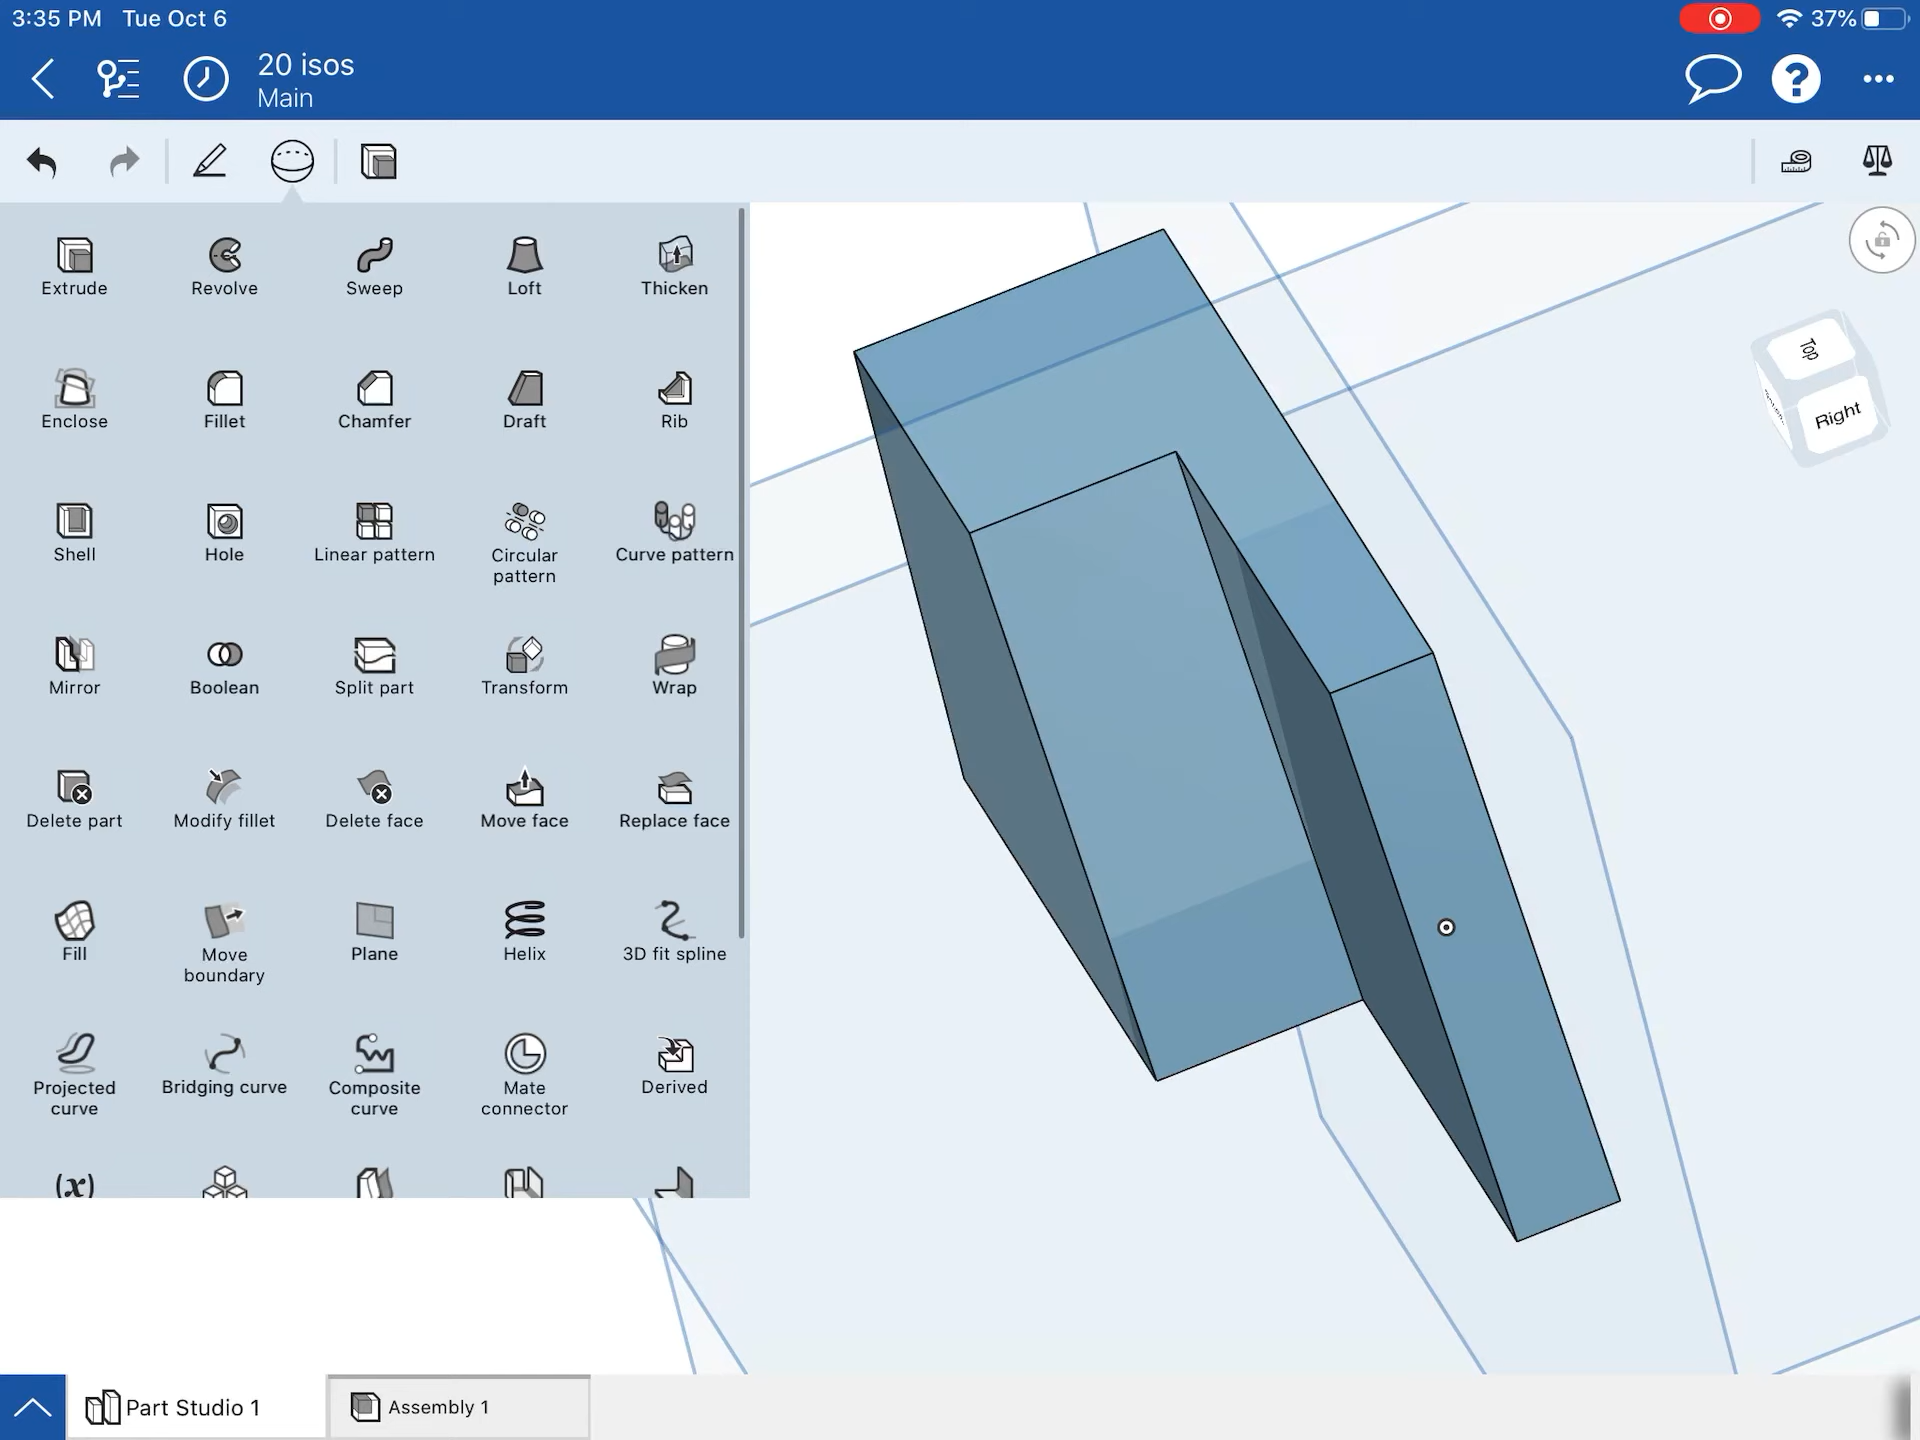 3:35 PM Tue Oct 6
37%
20 isos
Main
Extrude Revolve Sweep Loft Thicken
Enclose Fillet Chamfer Draft Rib
Shell Hole Linear pattern Circular pattern Curve pattern
Mirror Boolean Split part Transform Wrap
Delete part Modify fillet Delete face Move face Replace face
Fill Move boundary Plane Helix 3D fit spline
Projected curve Bridging curve Composite curve Mate connector Derived
(x)
Top
Right
Part Studio 1
Assembly 1